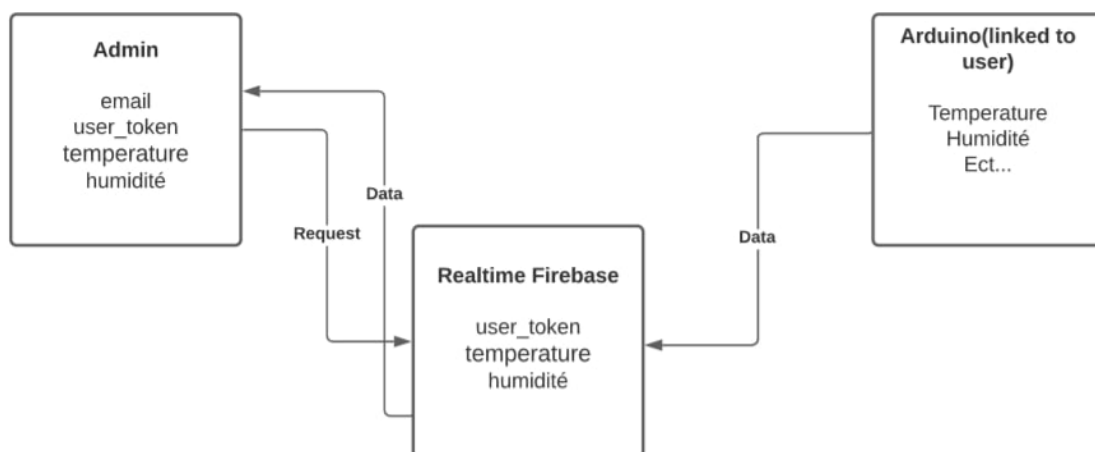 Admin
email
user_token
temperature
humidité
Arduino(linked to
user)
Temperature
Humidité
Ect...
Data
Request
Data
Realtime Firebase
user_token
temperature
humidité